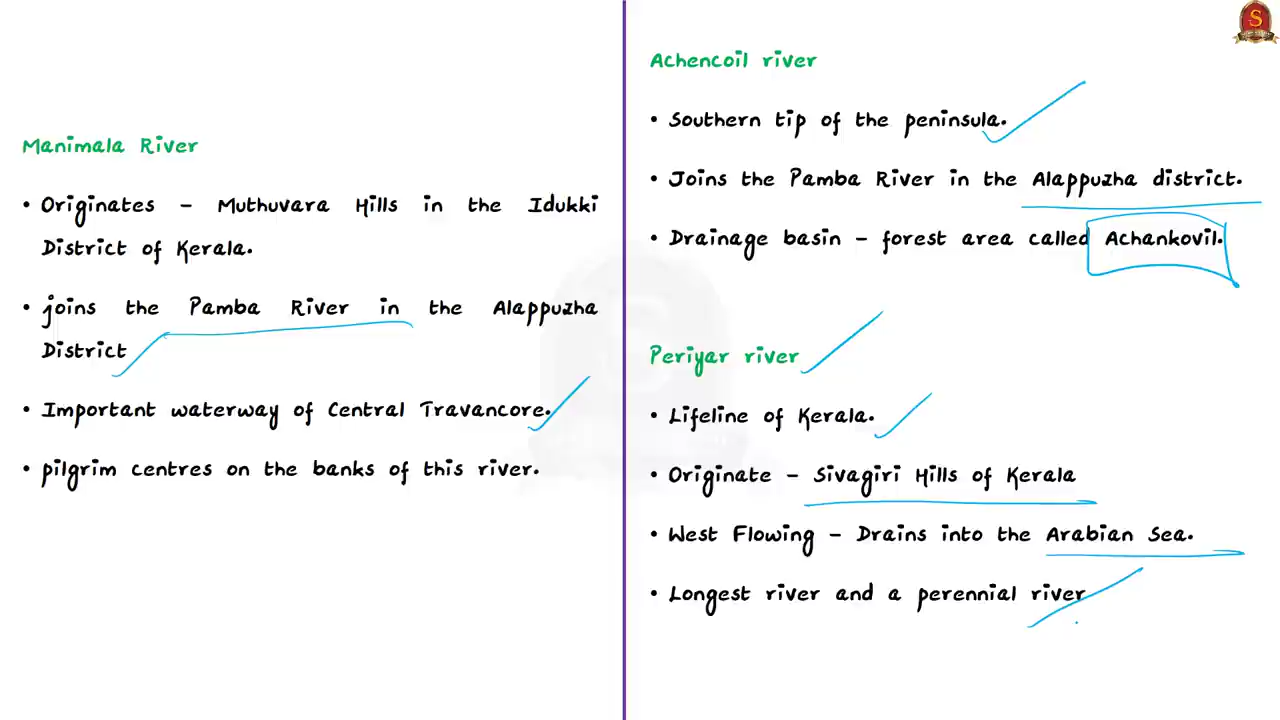 Manimala River
• Originates - Muthuvara Hills in the Idukki
District of Kerala.
• joins the Pamba River in the Alappuzha
District
• Important waterway of Central Travancore.
• pilgrim centres on the banks of this river.
Achencoil river
• Southern tip of the peninsula.
• Joins the Pamba River in the Alappuzha district.
• Drainage basin - forest area called Achankovil.
Periyar river
• Lifeline of Kerala.
• Originate - Sivagiri Hills of Kerala
• West Flowing - Drains into the Arabian Sea.
• Longest river and a perennial river
S